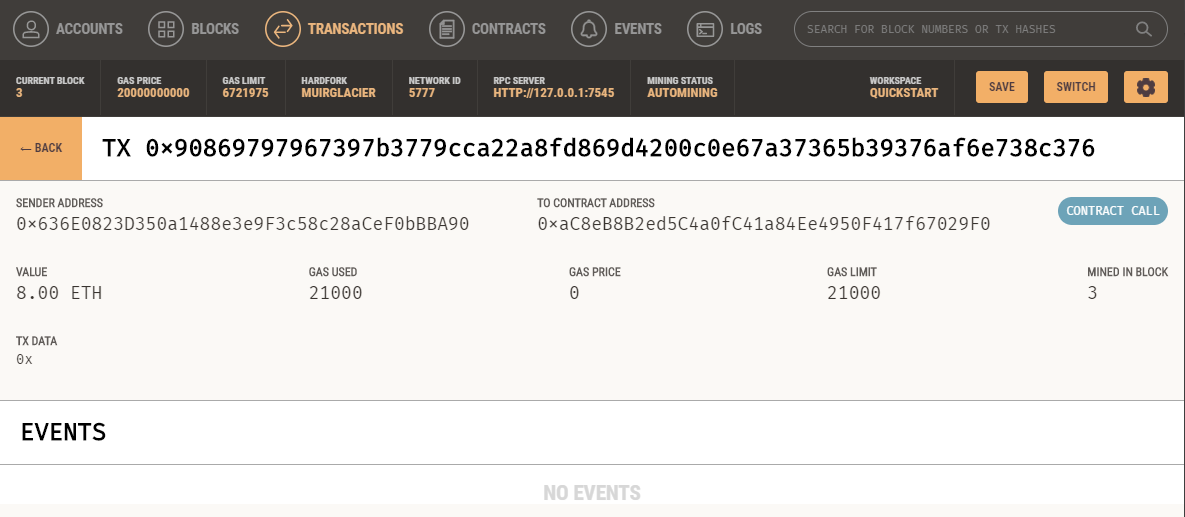 ACCOUNTS BLOCKS TRANSACTIONS CONTRACTS EVENTS LOGS SEARCH FOR BLOCK NUMBERS OR TX HASHES
CURRENT BLOCK GAS PRICE GAS LIMIT HARDFORK NETWORK ID RPC SERVER MINING STATUS WORKSPACE
3 20000000000 6721975 MUIRGLACIER 5777 HTTP://127.0.0.1:7545 AUTOMINING QUICKSTART SAVE SWITCH
← BACK TX 0×90869797967397b3779cca22a8fd869d4200c0e67a37365b39376af6e738c376
SENDER ADDRESS TO CONTRACT ADDRESS
0×636E0823D350a1488e3e9F3c58c28aCeF0bBBA90 0×aC8eB8B2ed5C4a0fC41a84Ee4950F417f67029F0 CONTRACT CALL
VALUE GAS USED GAS PRICE GAS LIMIT MINED IN BLOCK
8.00 ETH 21000 0 21000 3
TX DATA
0x
EVENTS
NO EVENTS